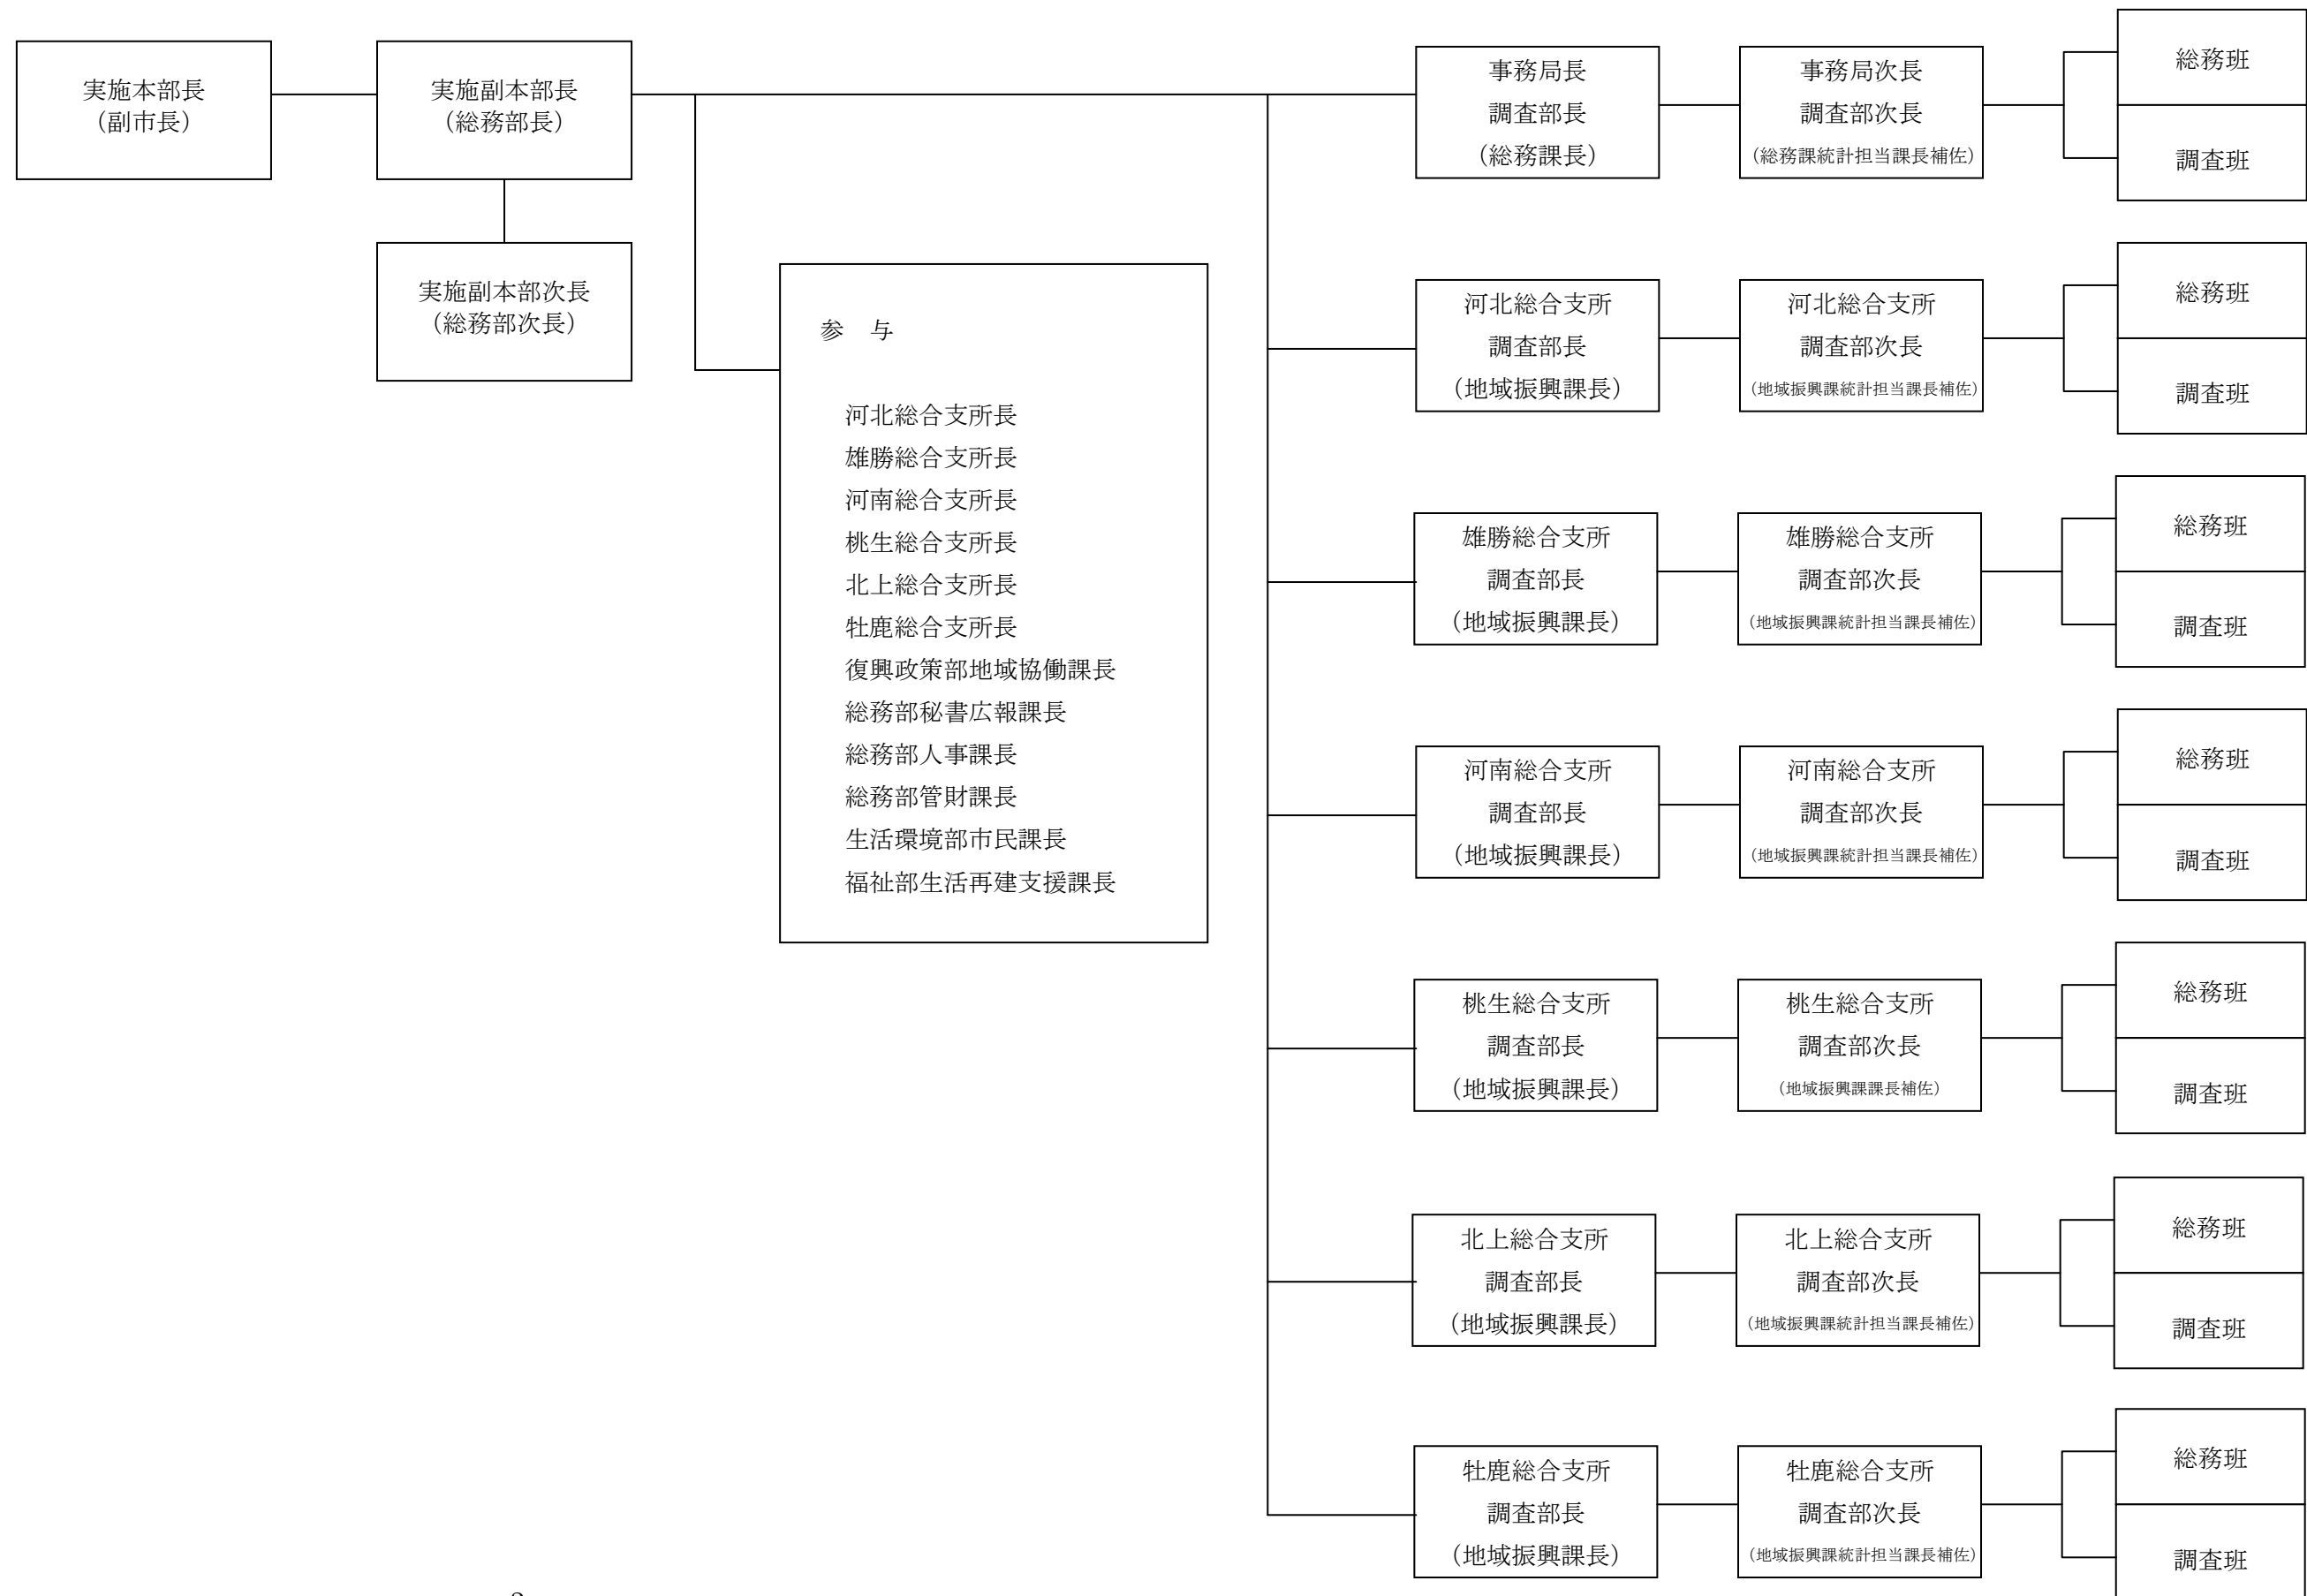 実施本部長
（副市長）
実施副本部長
（総務部長）
実施副本部次長
（総務部次長）
参　与
河北総合支所長
雄勝総合支所長
河南総合支所長
桃生総合支所長
北上総合支所長
牡鹿総合支所長
復興政策部地域協働課長
総務部秘書広報課長
総務部人事課長
総務部管財課長
生活環境部市民課長
福祉部生活再建支援課長
事務局長
調査部長
（総務課長）
事務局次長
調査部次長
（総務課統計担当課長補佐）
総務班
調査班
河北総合支所
調査部長
（地域振興課長）
河北総合支所
調査部次長
（地域振興課統計担当課長補佐）
総務班
調査班
雄勝総合支所
調査部長
（地域振興課長）
雄勝総合支所
調査部次長
（地域振興課統計担当課長補佐）
総務班
調査班
河南総合支所
調査部長
（地域振興課長）
河南総合支所
調査部次長
（地域振興課統計担当課長補佐）
総務班
調査班
桃生総合支所
調査部長
（地域振興課長）
桃生総合支所
調査部次長
（地域振興課課長補佐）
総務班
調査班
北上総合支所
調査部長
（地域振興課長）
北上総合支所
調査部次長
（地域振興課統計担当課長補佐）
総務班
調査班
牡鹿総合支所
調査部長
（地域振興課長）
牡鹿総合支所
調査部次長
（地域振興課統計担当課長補佐）
総務班
調査班